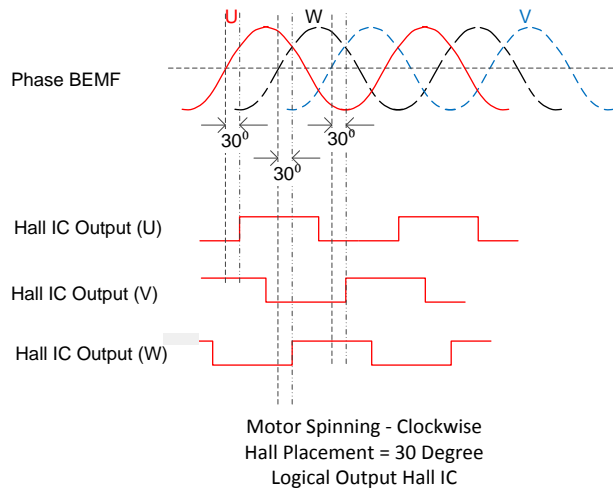 U
W
V
Phase BEMF
30⁰
30⁰
30⁰
Hall IC Output (U)
Hall IC Output (V)
Hall IC Output (W)
Motor Spinning - Clockwise
Hall Placement = 30 Degree
Logical Output Hall IC